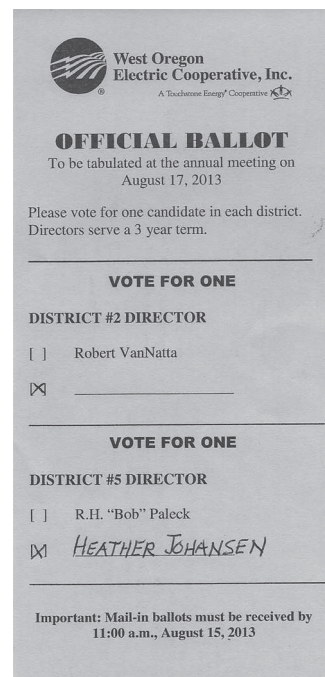 West Oregon
Electric Cooperative, Inc.
®
A Touchstone Energy® Cooperative
OFFICIAL BALLOT
To be tabulated at the annual meeting on
August 17, 2013
Please vote for one candidate in each district.
Directors serve a 3 year term.
VOTE FOR ONE
DISTRICT #2 DIRECTOR
[ ] Robert VanNatta
[X]
VOTE FOR ONE
DISTRICT #5 DIRECTOR
[ ] R.H. “Bob” Paleck
[X] HEATHER JOHANSEN
Important: Mail-in ballots must be received by
11:00 a.m., August 15, 2013